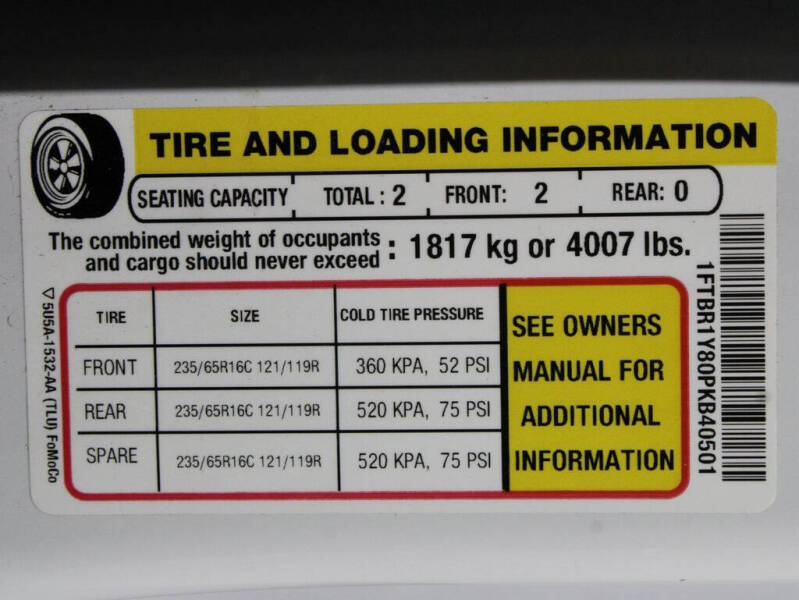 TIRE AND LOADING INFORMATION
SEATING CAPACITY TOTAL : 2 FRONT: 2 REAR: 0
The combined weight of occupants
and cargo should never exceed : 1817 kg or 4007 lbs.
TIRE SIZE COLD TIRE PRESSURE
FRONT 235/65R16C 121/119R 360 KPA, 52 PSI
REAR 235/65R16C 121/119R 520 KPA, 75 PSI
SPARE 235/65R16C 121/119R 520 KPA, 75 PSI
SEE OWNERS
MANUAL FOR
ADDITIONAL
INFORMATION
5U5A-1532-AA (TLU) FoMoCo
1FTBR1Y80PKB40501